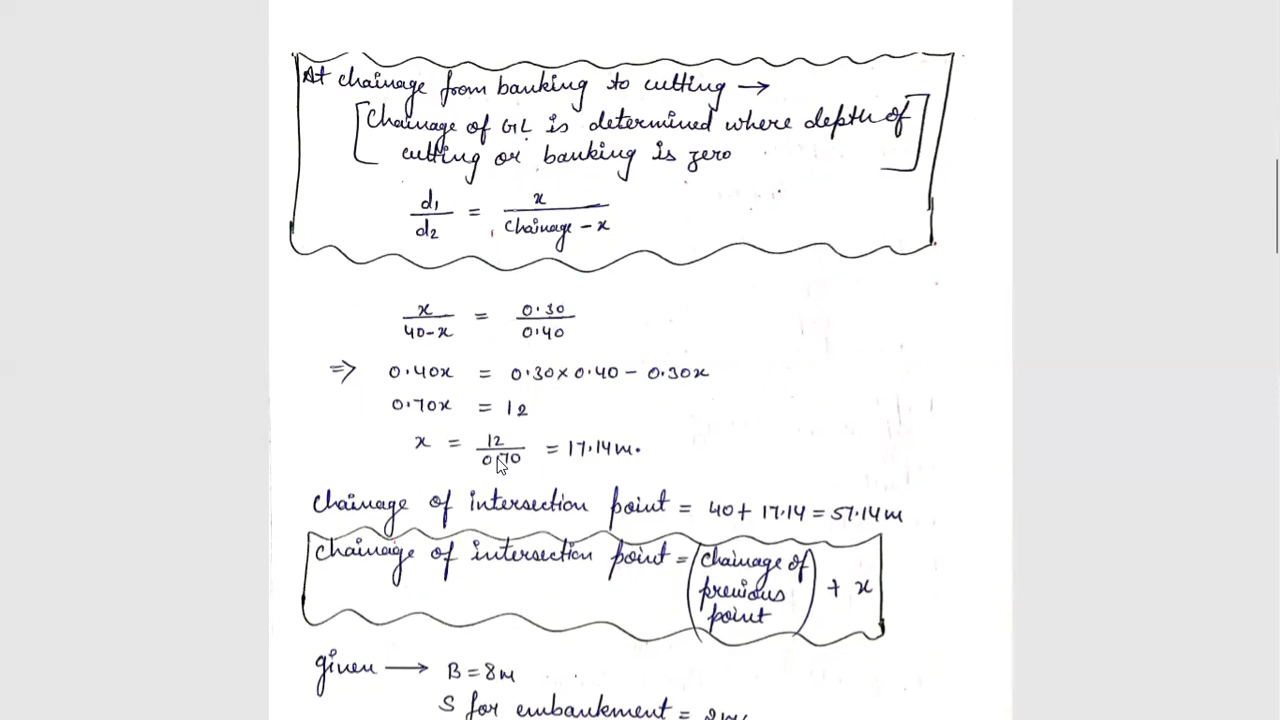 At chainage from banking to cutting →
[Chainage of GL is determined where depth of
cutting or banking is zero]
d₁/d₂ = x/(Chainage - x)
x/(40-x) = 0.30/0.40
⇒ 0.40x = 0.30×0.40 - 0.30x
0.70x = 12
x = 12/0.70 = 17.14m.
Chainage of intersection point = 40 + 17.14 = 57.14m
Chainage of intersection point = (chainage of previous point) + x
given → B = 8m
S for embankment =